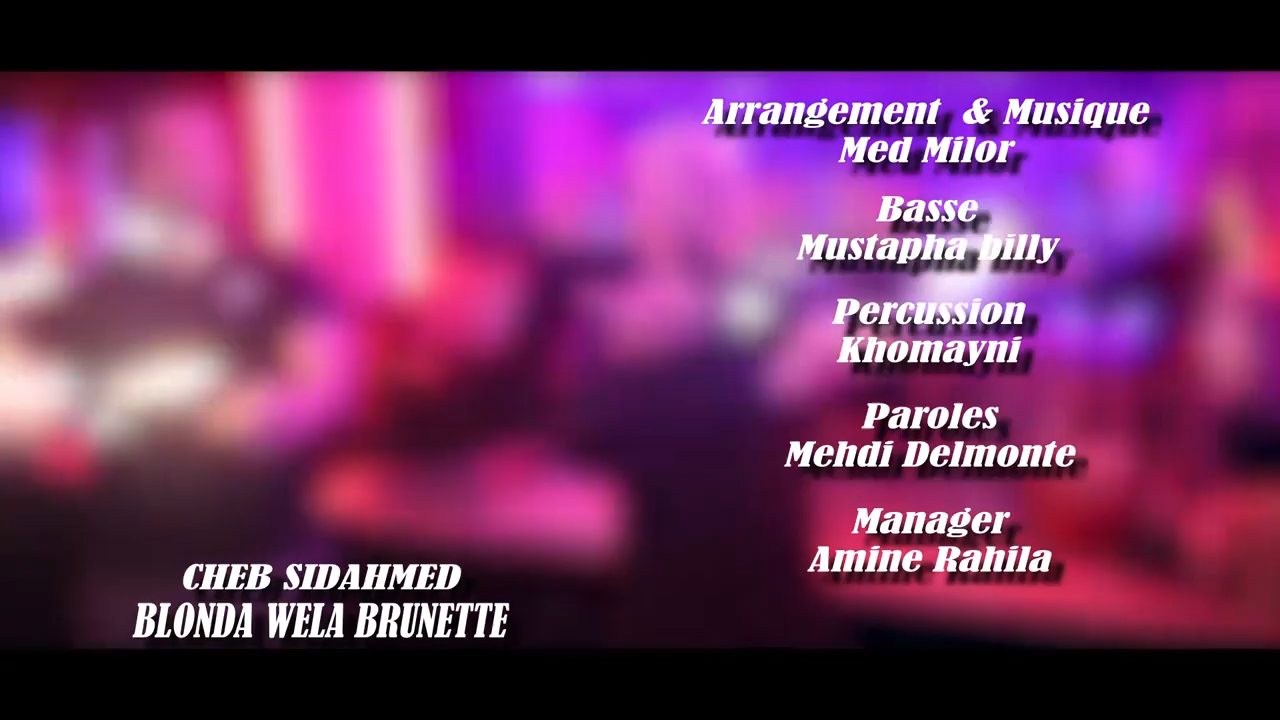 Arrangement & Musique
Med Milor
Basse
Mustapha billy
Percussion
Khomayni
Paroles
Mehdi Delmonte
Manager
Amine Rahila
CHEB SIDAHMED
BLONDA WELA BRUNETTE